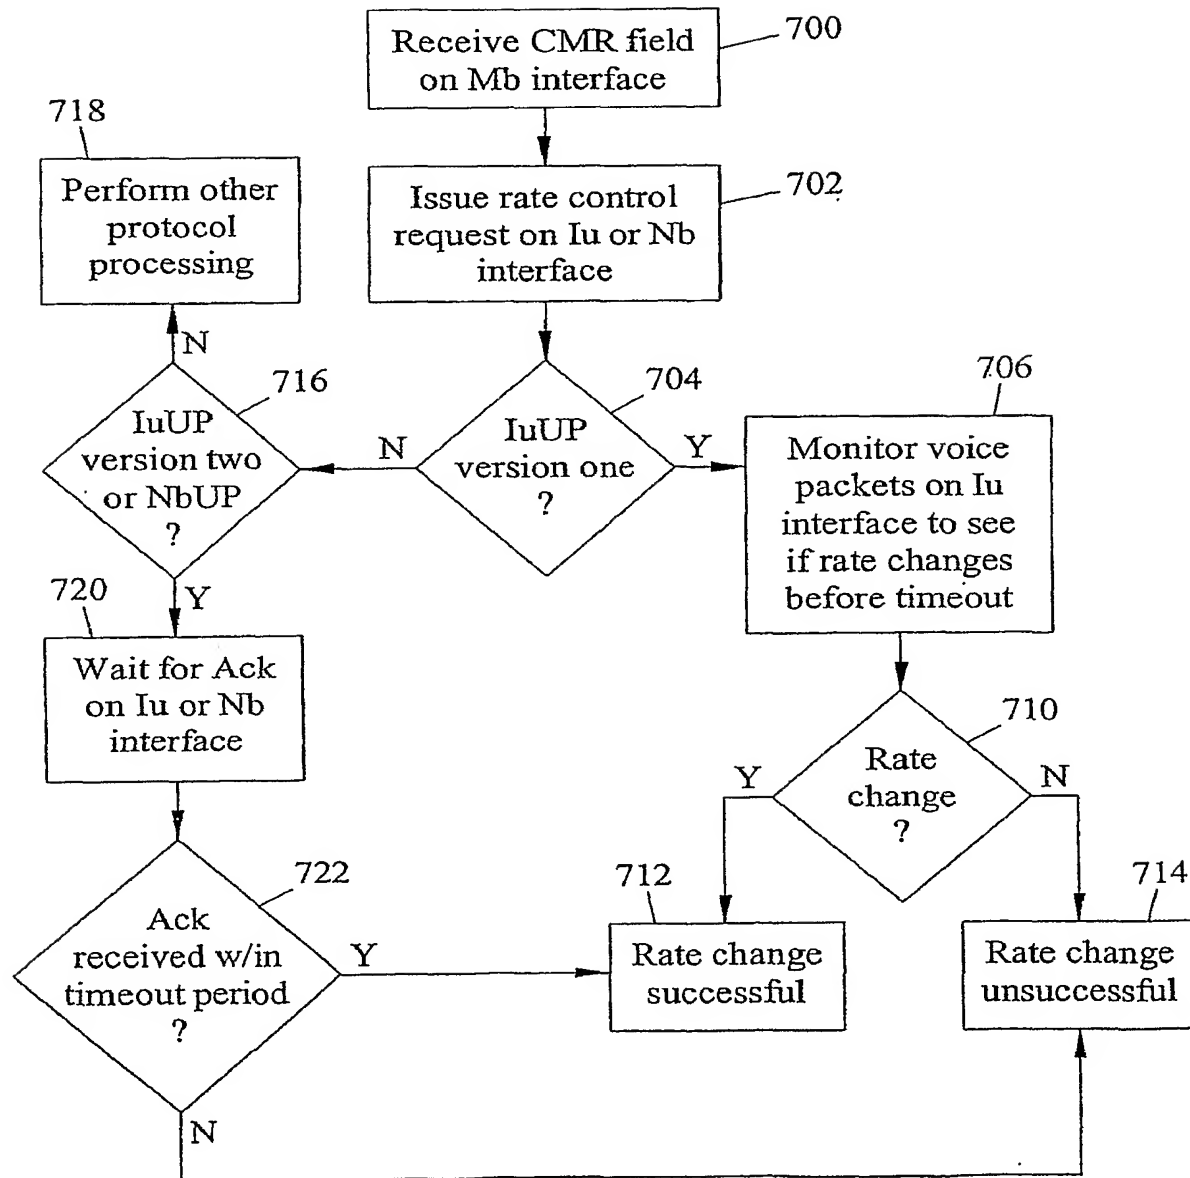 Receive CMR field
on Mb interface
700
Issue rate control
request on Iu or Nb
interface
702
718
Perform other
protocol
processing
N
716
IuUP
version two
or NbUP
?
N
704
IuUP
version one
?
Y
706
Monitor voice
packets on Iu
interface to see
if rate changes
before timeout
Y
720
Wait for Ack
on Iu or Nb
interface
710
Rate
change
?
Y
N
722
Ack
received w/in
timeout period
?
Y
N
712
Rate change
successful
714
Rate change
unsuccessful